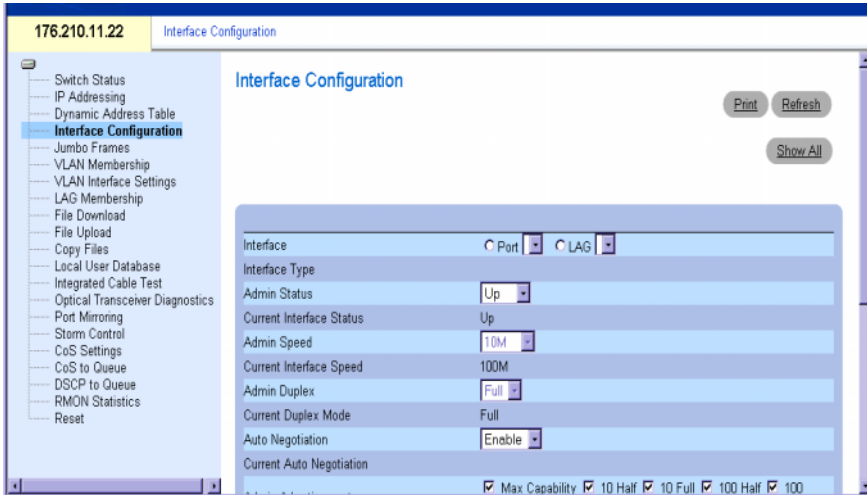 176.210.11.22
Interface Configuration
Switch Status
IP Addressing
Dynamic Address Table
Interface Configuration
Jumbo Frames
VLAN Membership
VLAN Interface Settings
LAG Membership
File Download
File Upload
Copy Files
Local User Database
Integrated Cable Test
Optical Transceiver Diagnostics
Port Mirroring
Storm Control
CoS Settings
CoS to Queue
DSCP to Queue
RMON Statistics
Reset
Interface Configuration
Print Refresh
Show All
Interface Port LAG
Interface Type
Admin Status Up
Current Interface Status Up
Admin Speed 10M
Current Interface Speed 100M
Admin Duplex Full
Current Duplex Mode Full
Auto Negotiation Enable
Current Auto Negotiation
Max Capability 10 Half 10 Full 100 Half 100